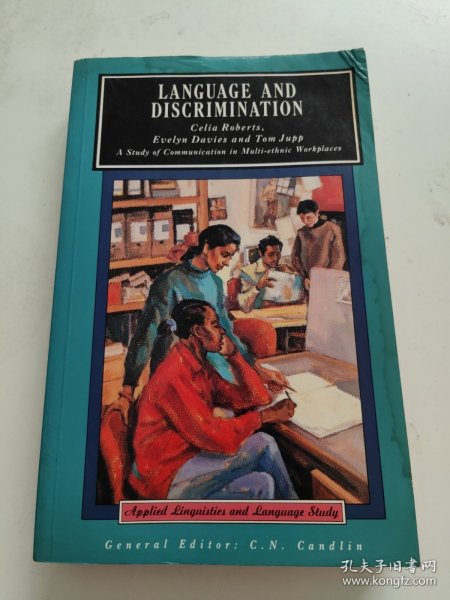 LANGUAGE AND
DISCRIMINATION
Celia Roberts,
Evelyn Davies and Tom Jupp
A Study of Communication in Multi-ethnic Workplaces
Applied Linguistics and Language Study
General Editor: C.N. Candlin
孔夫子旧书网
www.kongfz.com